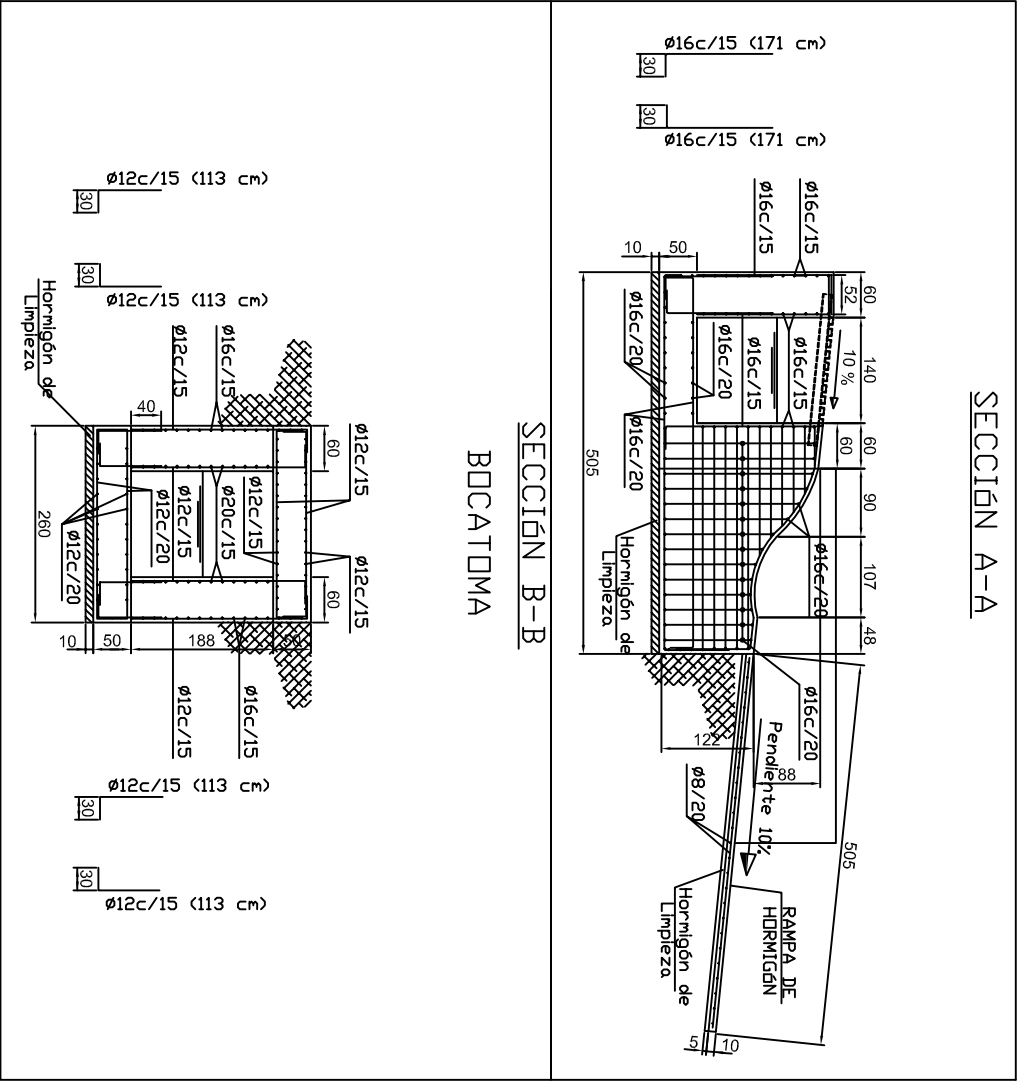 SECCIÓN A-A
Ø16c/15 (171 cm)
30
30
Ø16c/15 (171 cm)
Ø16c/15
Ø16c/15
10
50
60
52
140
10 %
60
60
90
107
48
Ø16c/15
Ø16c/15
Ø16c/20
Ø16c/20
Ø16c/20
Ø16c/20
Ø16c/20
505
Hormigón de
Limpieza
122
88
Pendiente 10%
Ø8/20
505
RAMPA DE
HORMIGÓN
Hormigón de
Limpieza
5
10
SECCIÓN B-B
BOCATOMA
Ø12c/15 (113 cm)
30
30
Ø12c/15 (113 cm)
Hormigón de
Limpieza
Ø12c/15
Ø16c/15
40
60
Ø12c/15
Ø12c/15
Ø20c/15
Ø12c/15
Ø12c/20
Ø12c/20
260
60
Ø12c/15
10
50
188
50
Ø12c/15
Ø16c/15
Ø12c/15 (113 cm)
30
30
Ø12c/15 (113 cm)